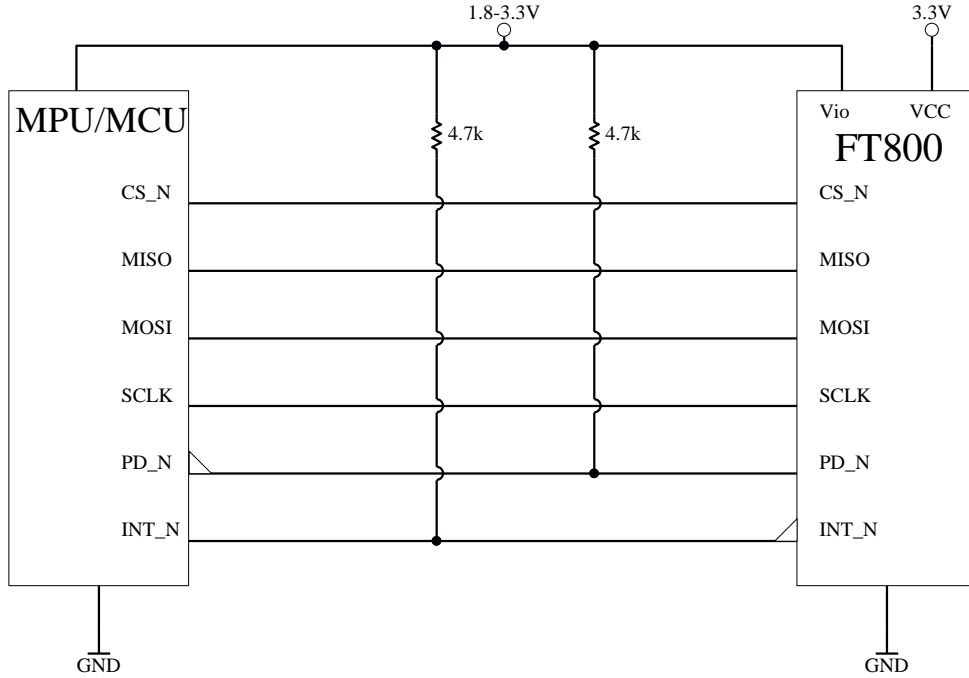 1.8-3.3V
3.3V
MPU/MCU
Vio VCC
FT800
4.7k 4.7k
CS_N CS_N
MISO MISO
MOSI MOSI
SCLK SCLK
PD_N PD_N
INT_N INT_N
GND GND